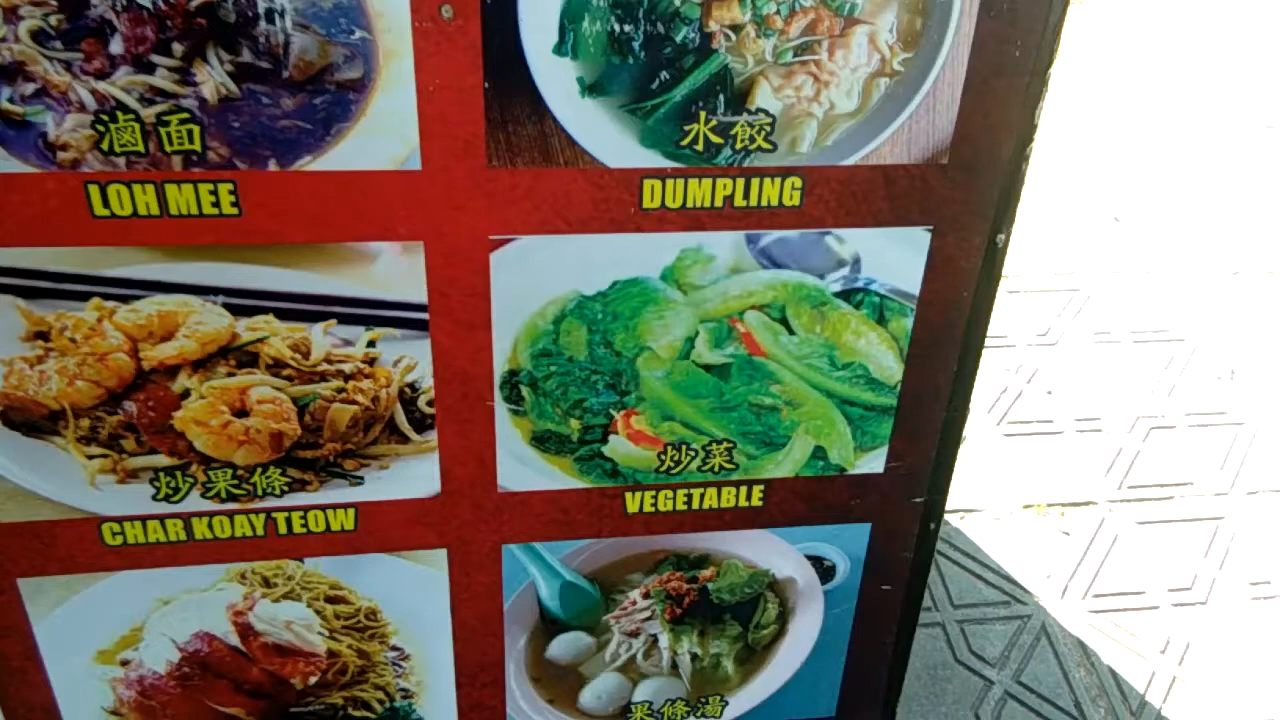 滷面
LOH MEE
水餃
DUMPLING
炒果條
CHAR KOAY TEOW
炒菜
VEGETABLE
果條湯